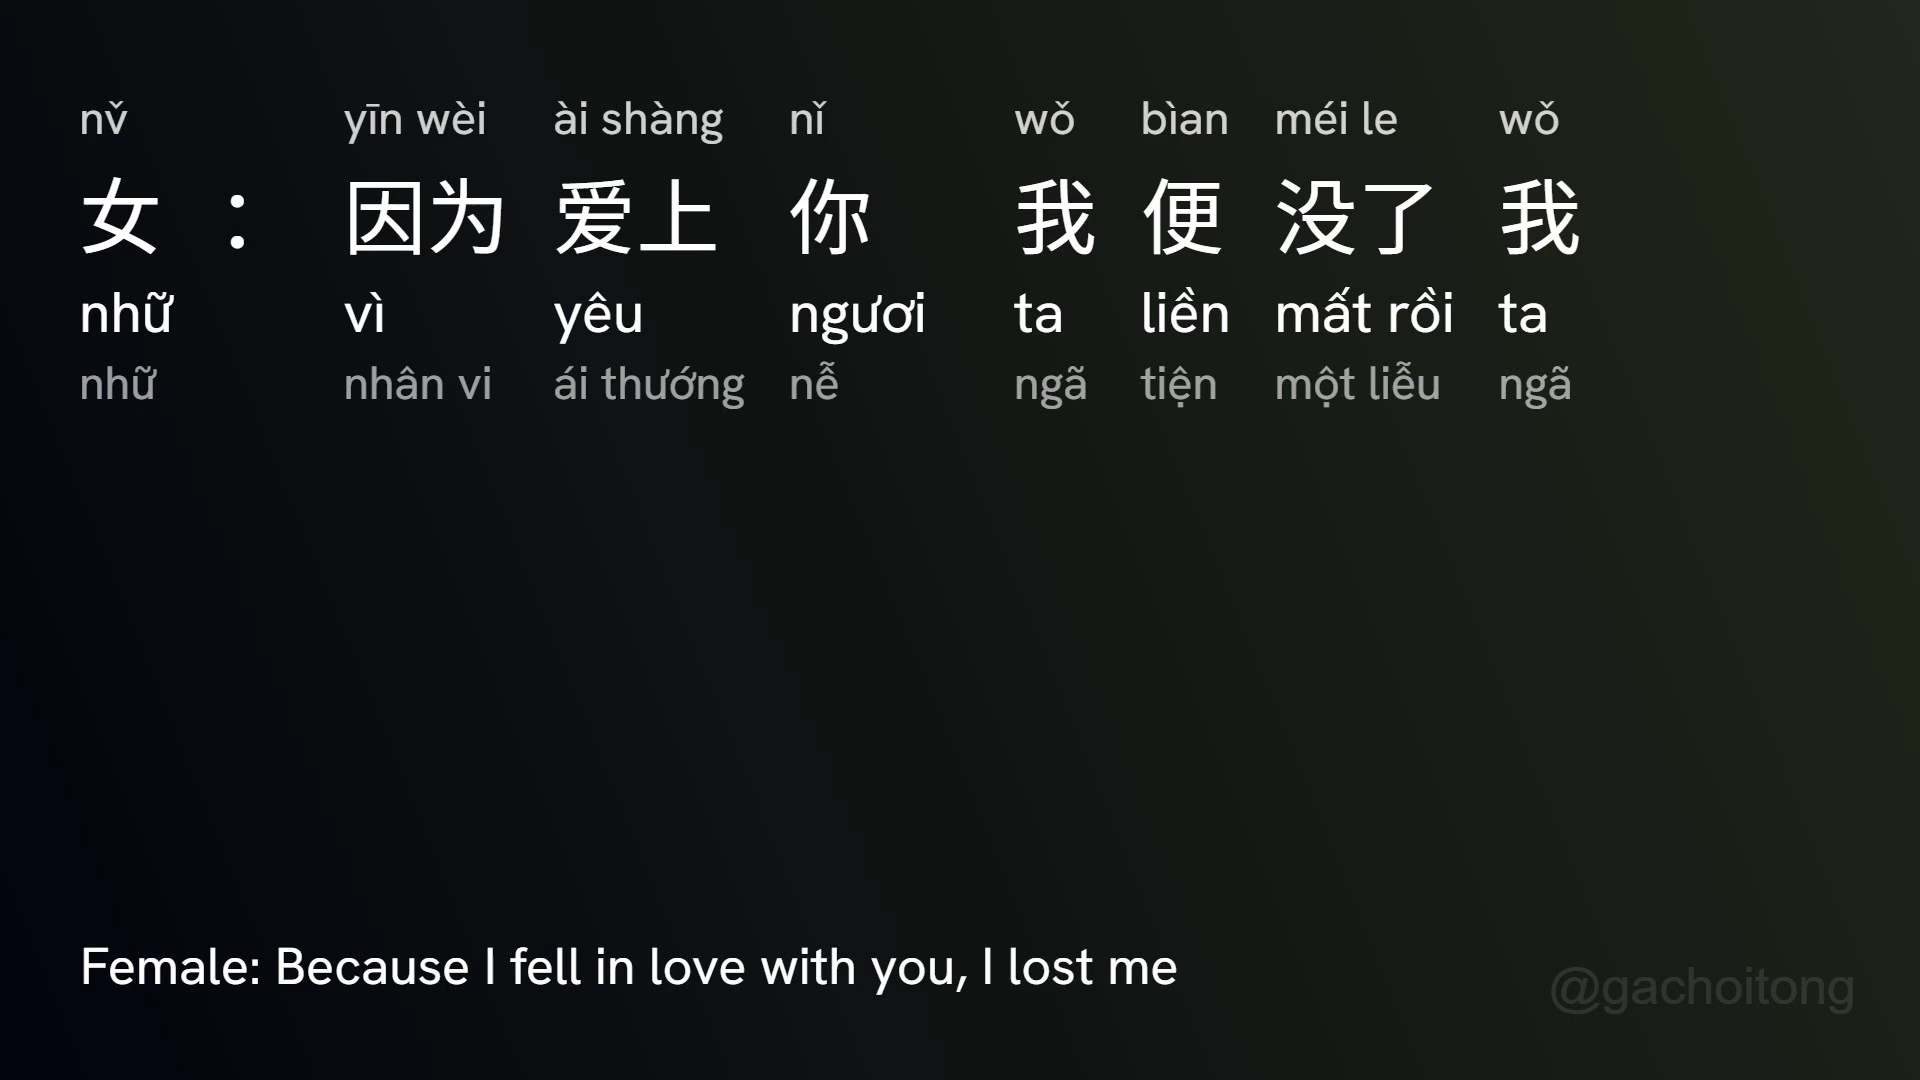 nǚ yīn wèi ài shàng nǐ wǒ bìan méi le wǒ
女 ： 因为 爱上 你 我 便 没了 我
nhữ vì yêu ngươi ta liền mất rồi ta
nhữ nhân vi ái thướng nễ ngã tiện một liễu ngã
Female: Because I fell in love with you, I lost me
@gachoitong